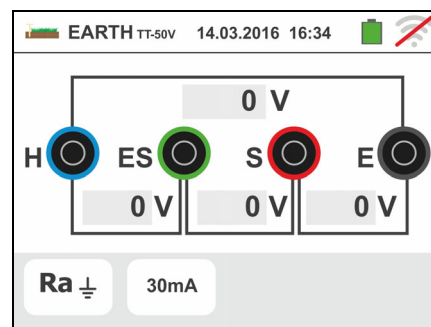 EARTH TT-50V 14.03.2016 16:34
0 V
H ES S E
0 V 0 V 0 V
Ra 30mA